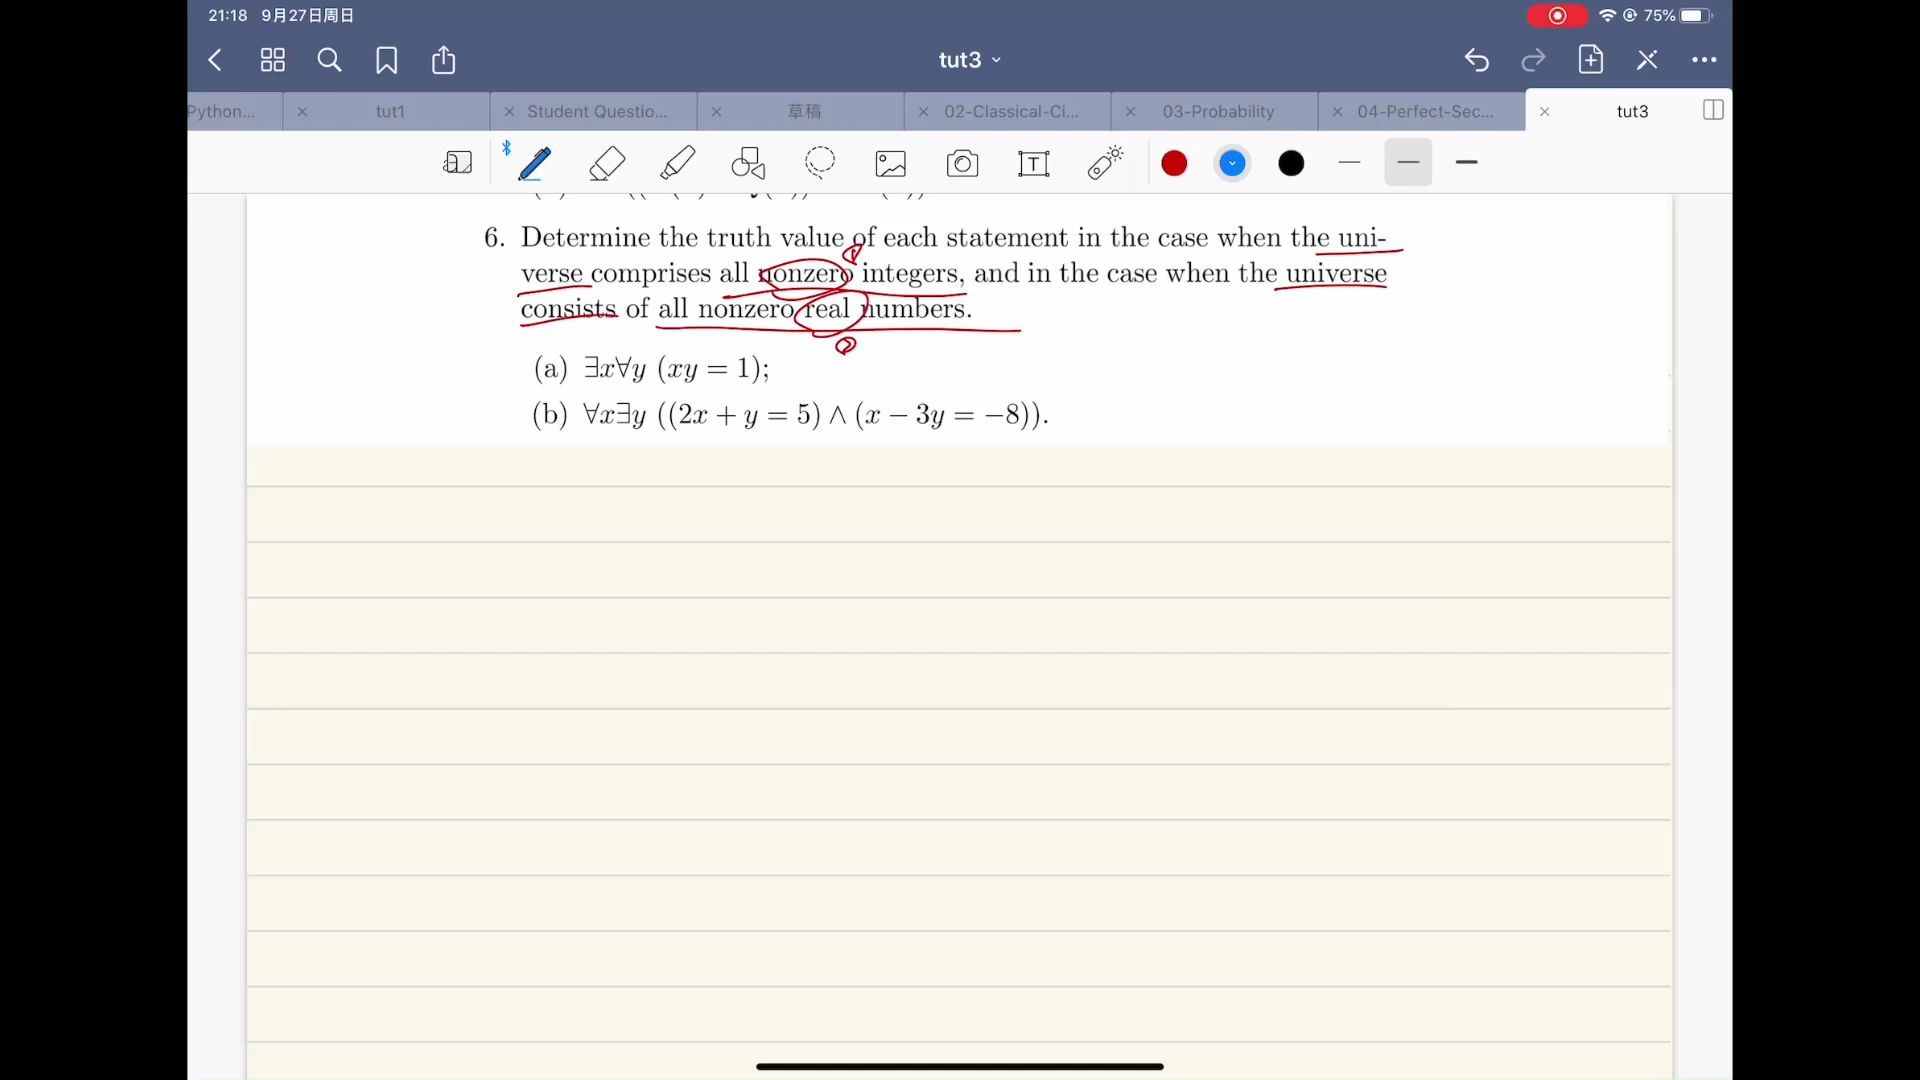 21:18 9月27日周日
75%
tut3
Python...
tut1
Student Questio...
草稿
02-Classical-Ci...
03-Probability
04-Perfect-Sec...
tut3
6. Determine the truth value of each statement in the case when the uni-
verse comprises all nonzero integers, and in the case when the universe
consists of all nonzero real numbers.
(a) ∃x∀y (xy = 1);
(b) ∀x∃y ((2x + y = 5) ∧ (x − 3y = −8)).